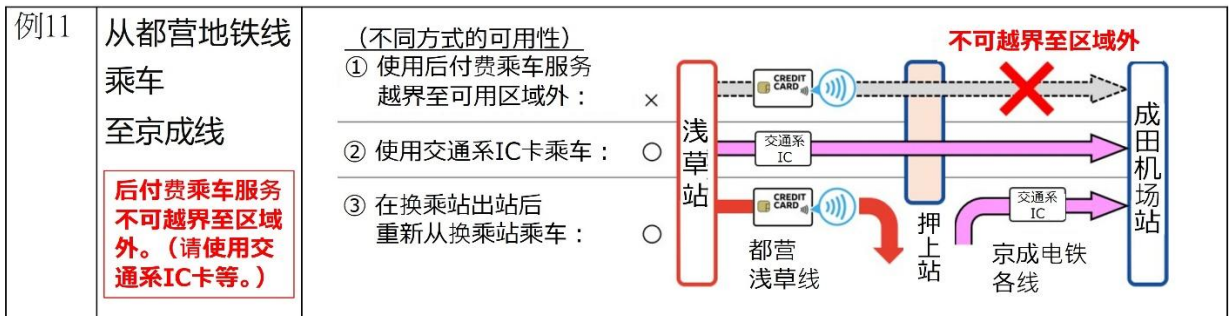 例11
从都营地铁线
乘车
至京成线
后付费乘车服务
不可越界至区域
外。（请使用交
通系IC卡等。）
（不同方式的可用性）
① 使用后付费乘车服务
越界至可用区域外： ×
② 使用交通系IC卡乘车： ○
③ 在换乘站出站后
重新从换乘站乘车： ○
浅草站
不可越界至区域外
CREDIT
CARD
交通系
IC
CREDIT
CARD
都营
浅草线
押上站
交通系
IC
京成电铁
各线
成田机场站